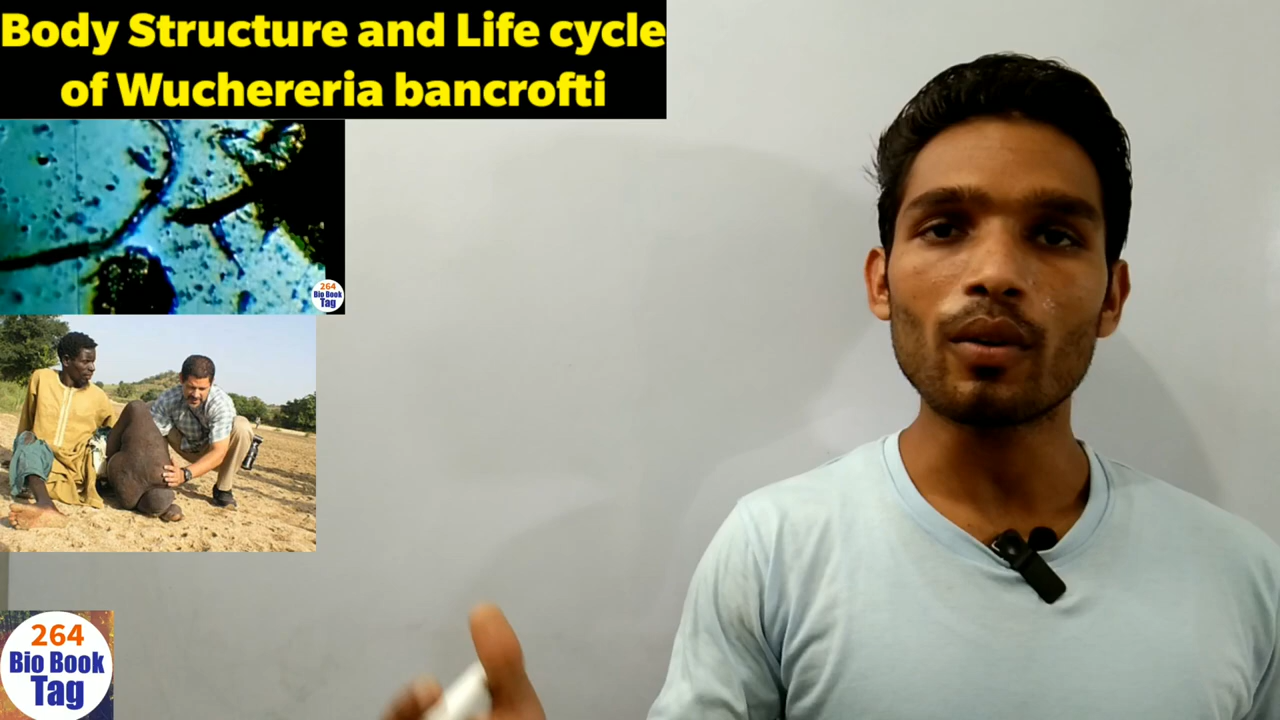 Body Structure and Life cycle
of Wuchereria bancrofti
264
Bio Book
Tag
264
Bio Book
Tag